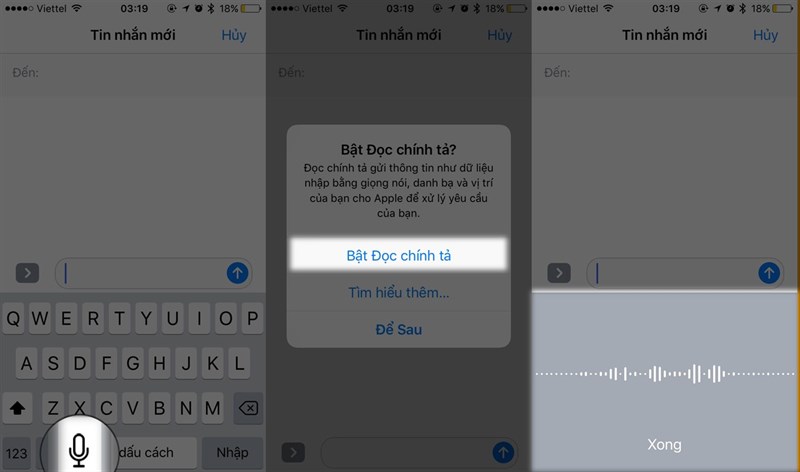 Viettel 03:19 18%
Tin nhắn mới Hủy
Đến:
Q W E R T Y U I O P
A S D F G H J K L
Z X C V B N M
123 dấu cách Nhập
Viettel 03:19 18%
Tin nhắn mới Hủy
Đến:
Bật Đọc chính tả?
Đọc chính tả gửi thông tin như dữ liệu
nhập bằng giọng nói, danh bạ và vị trí
của bạn cho Apple để xử lý yêu cầu
của bạn.
Bật Đọc chính tả
Tìm hiểu thêm...
Để Sau
Viettel 03:19 18%
Tin nhắn mới Hủy
Đến:
Xong